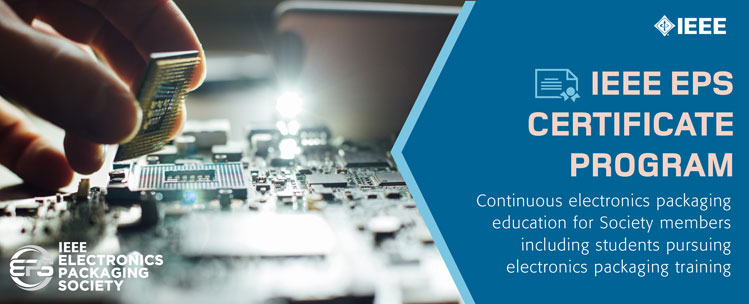 IEEE
IEEE EPS
CERTIFICATE
PROGRAM
Continuous electronics packaging
education for Society members
including students pursuing
electronics packaging training
EPS
IEEE
ELECTRONICS
PACKAGING
SOCIETY